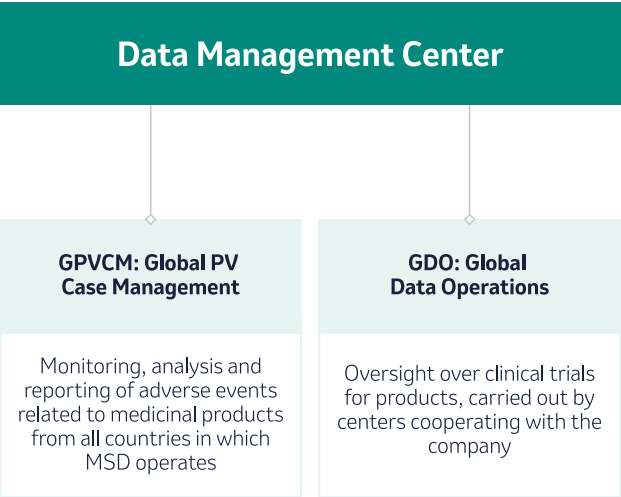 Data Management Center
GPVCM: Global PV
Case Management
Monitoring, analysis and
reporting of adverse events
related to medicinal products
from all countries in which
MSD operates
GDO: Global
Data Operations
Oversight over clinical trials
for products, carried out by
centers cooperating with the
company